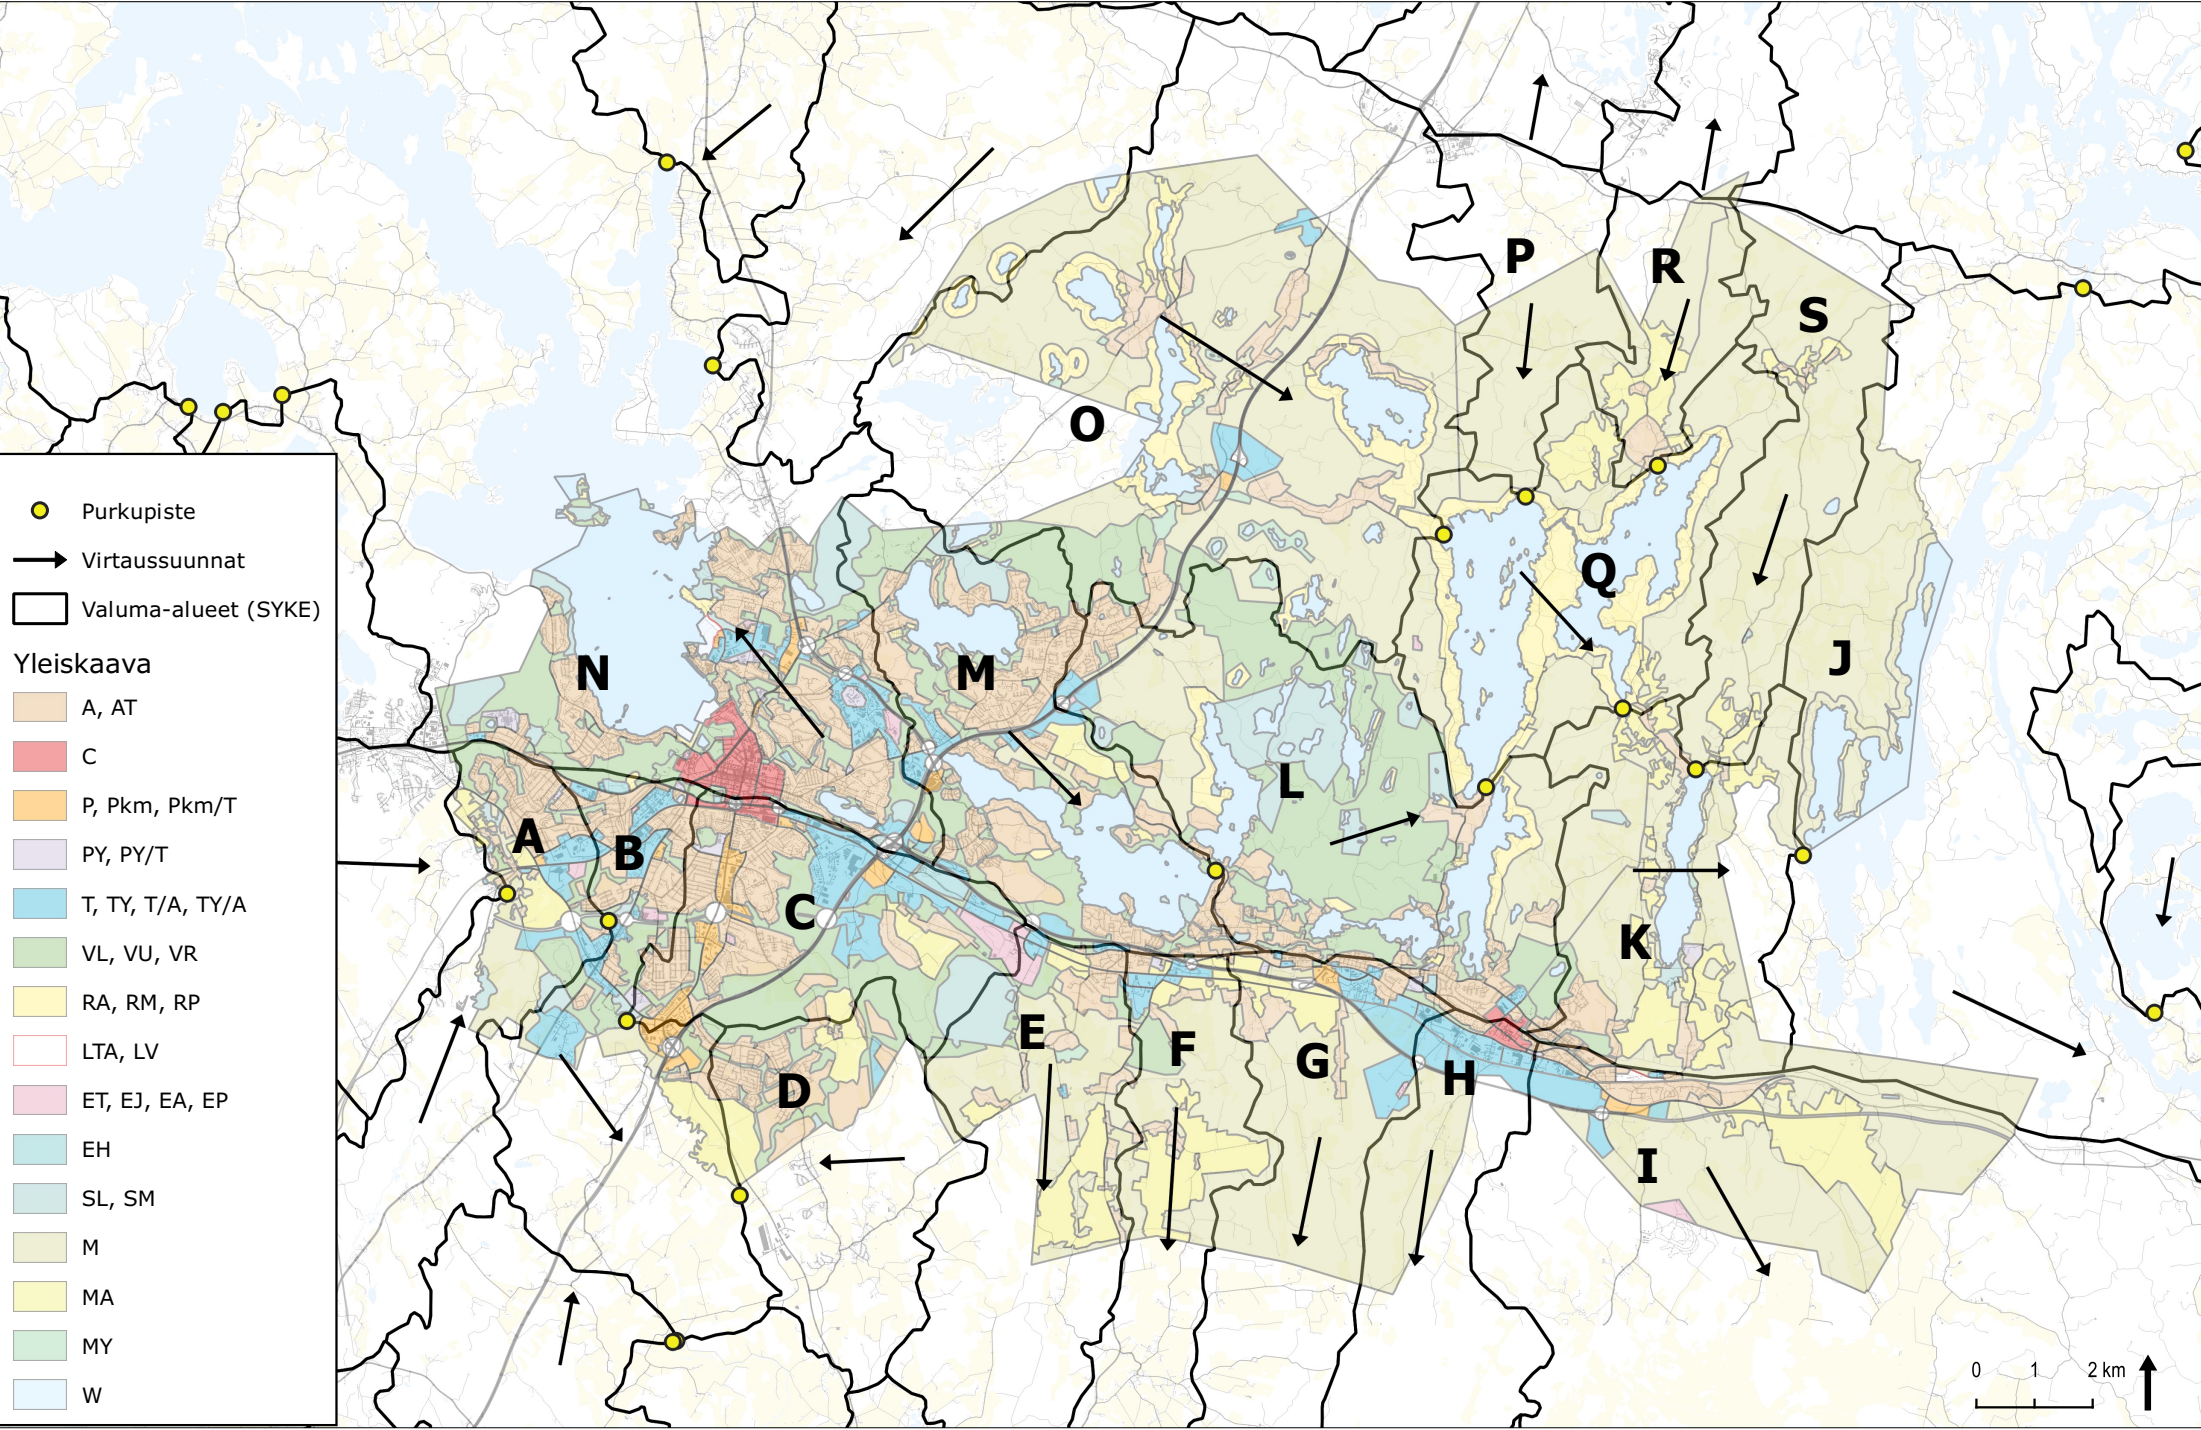 P
R
S
O
Q
N
M
J
L
A
B
C
K
E
F
G
H
D
I
Purkupiste
Virtaussuunnat
Valuma-alueet (SYKE)
Yleiskaava
A, AT
C
P, Pkm, Pkm/T
PY, PY/T
T, TY, T/A, TY/A
VL, VU, VR
RA, RM, RP
LTA, LV
ET, EJ, EA, EP
EH
SL, SM
M
MA
MY
W
0 1 2 km